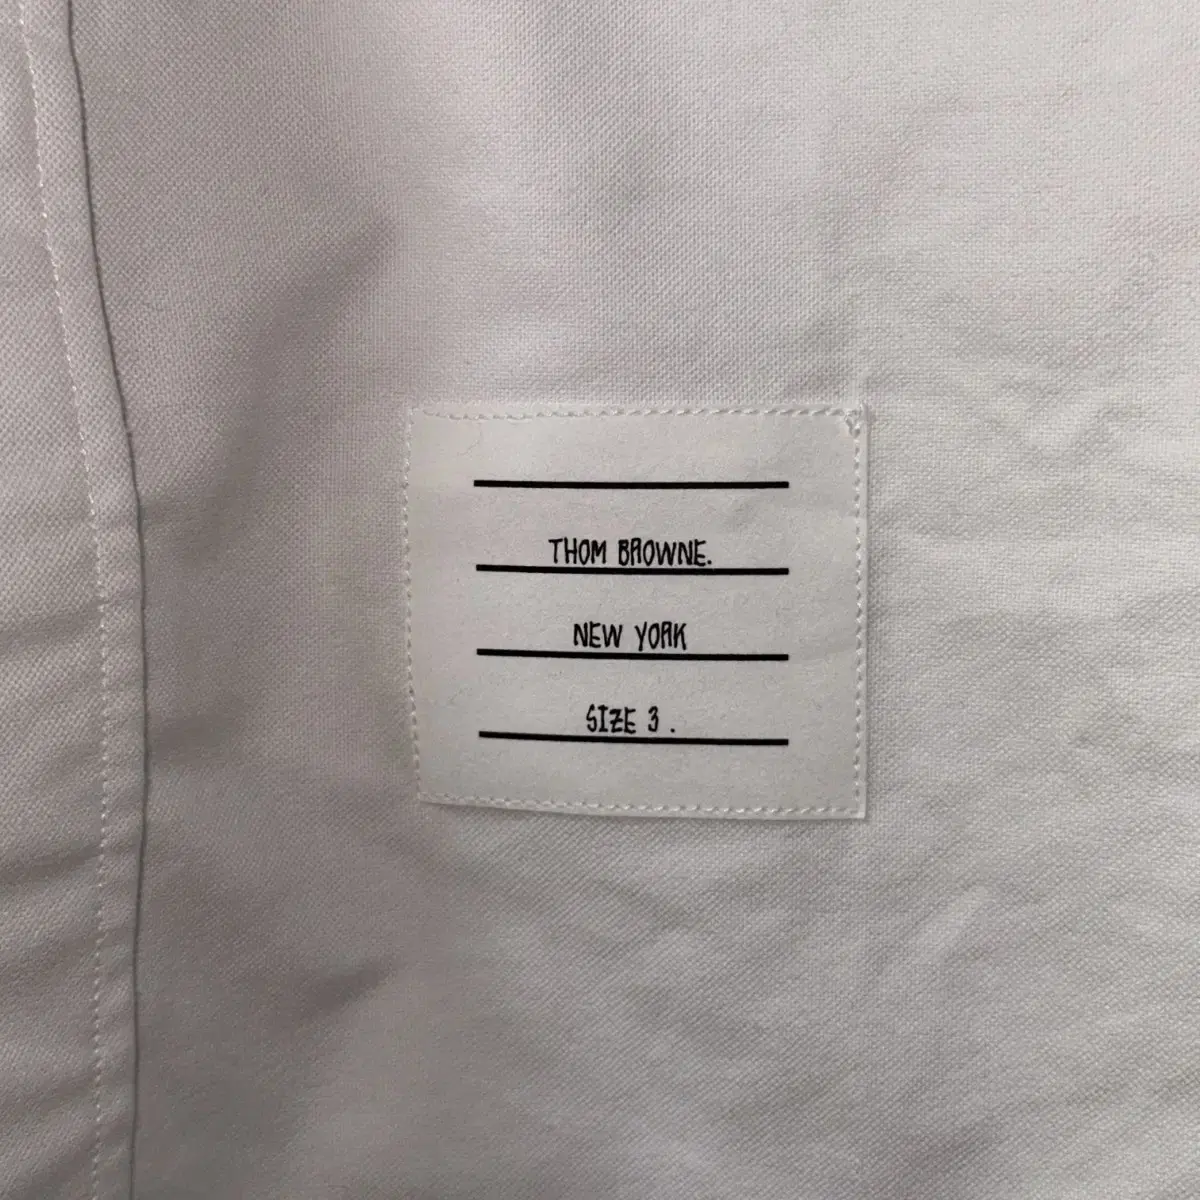 THOM BROWNE.
NEW YORK
SIZE 3 .